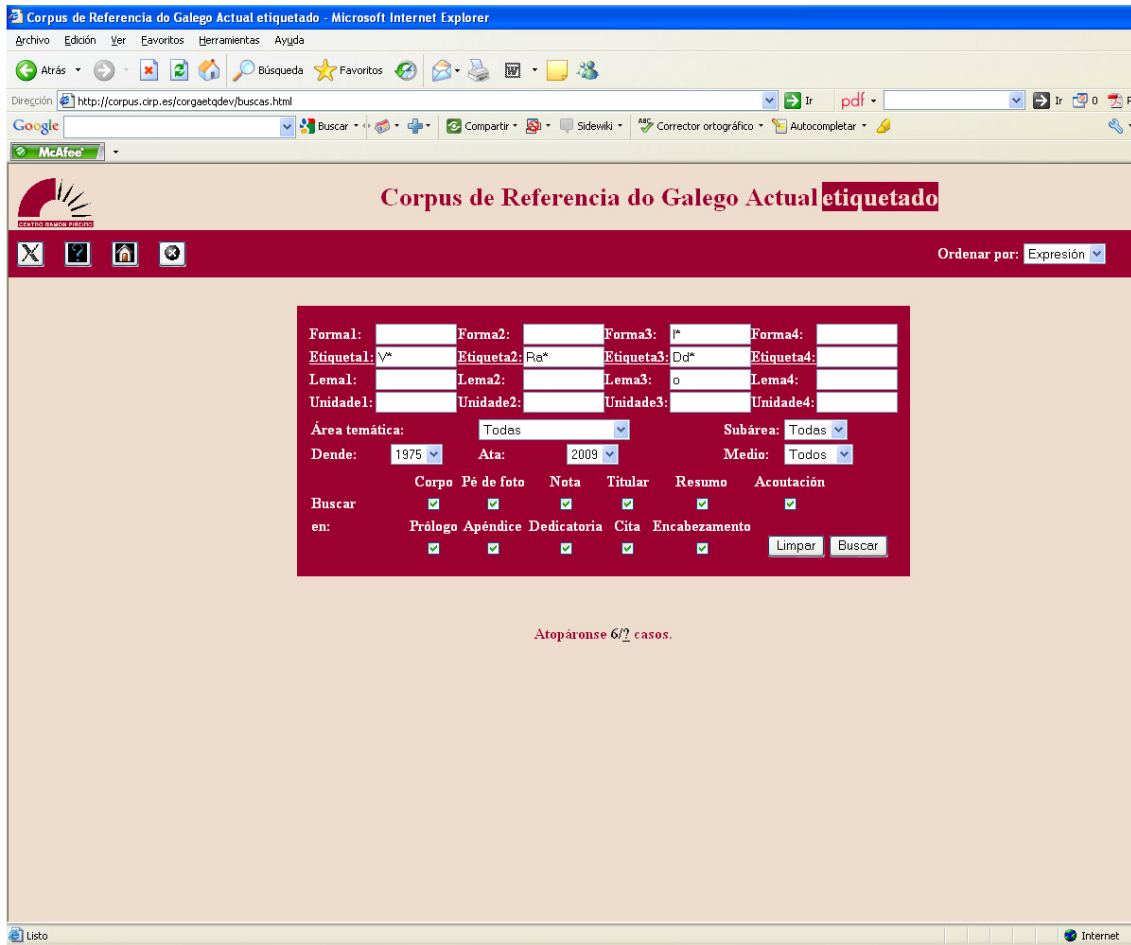 Corpus de Referencia do Galego Actual etiquetado - Microsoft Internet Explorer
Archivo Edición Ver Favoritos Herramientas Ayuda
Atrás Búsqueda Favoritos
Dirección http://corpus.cirp.es/corgaetqdev/buscas.html Ir pdf Ir 0
Google Buscar Compartir Sidewiki ABC Corrector ortográfico Autocompletar
McAfee
CENTRO RAMON PIÑEIRO
Corpus de Referencia do Galego Actual etiquetado
X ? Ordenar por: Expresión
Forma1: Forma2: Forma3: l* Forma4:
Etiqueta1: V* Etiqueta2: Ra* Etiqueta3: Dd* Etiqueta4:
Lema1: Lema2: Lema3: o Lema4:
Unidade1: Unidade2: Unidade3: Unidade4:
Área temática: Todas Subárea: Todas
Dende: 1975 Ata: 2009 Medio: Todos
Corpo Pé de foto Nota Titular Resumo Acoutación
Buscar
en: Prólogo Apéndice Dedicatoria Cita Encabezamento
Limpar Buscar
Atopáronse 6/? casos.
Listo Internet